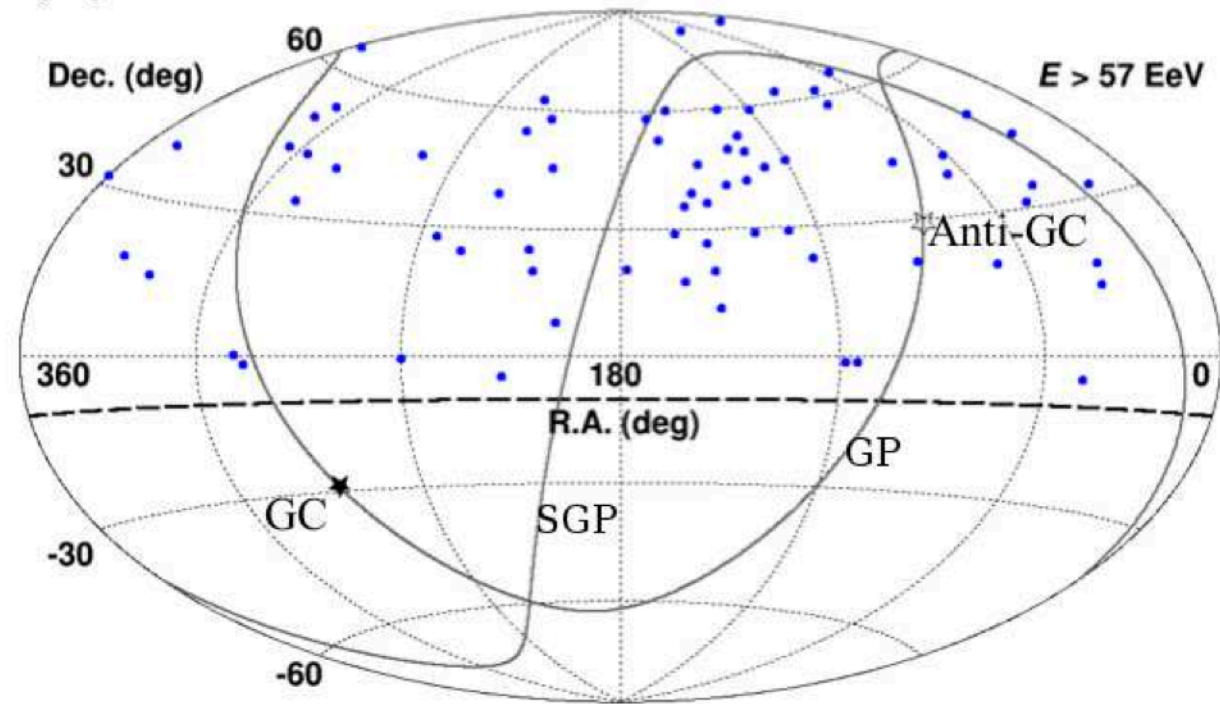 60
Dec. (deg)
E > 57 EeV
30
Anti-GC
360
180
0
R.A. (deg)
GP
GC
SGP
-30
-60